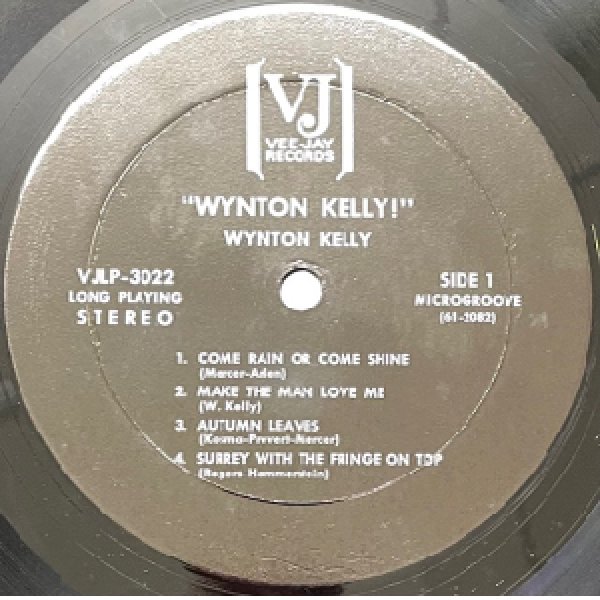 VJ
VEE-JAY
RECORDS
"WYNTON KELLY!"
WYNTON KELLY
VJLP-3022
LONG PLAYING
STEREO
SIDE 1
MICROGROOVE
(61-2082)
1. COME RAIN OR COME SHINE
(Mercer-Arlen)
2. MAKE THE MAN LOVE ME
(W. Kelly)
3. AUTUMN LEAVES
(Kosma-Prevert-Mercer)
4. SURREY WITH THE FRINGE ON TOP
(Rogers Hammerstein)